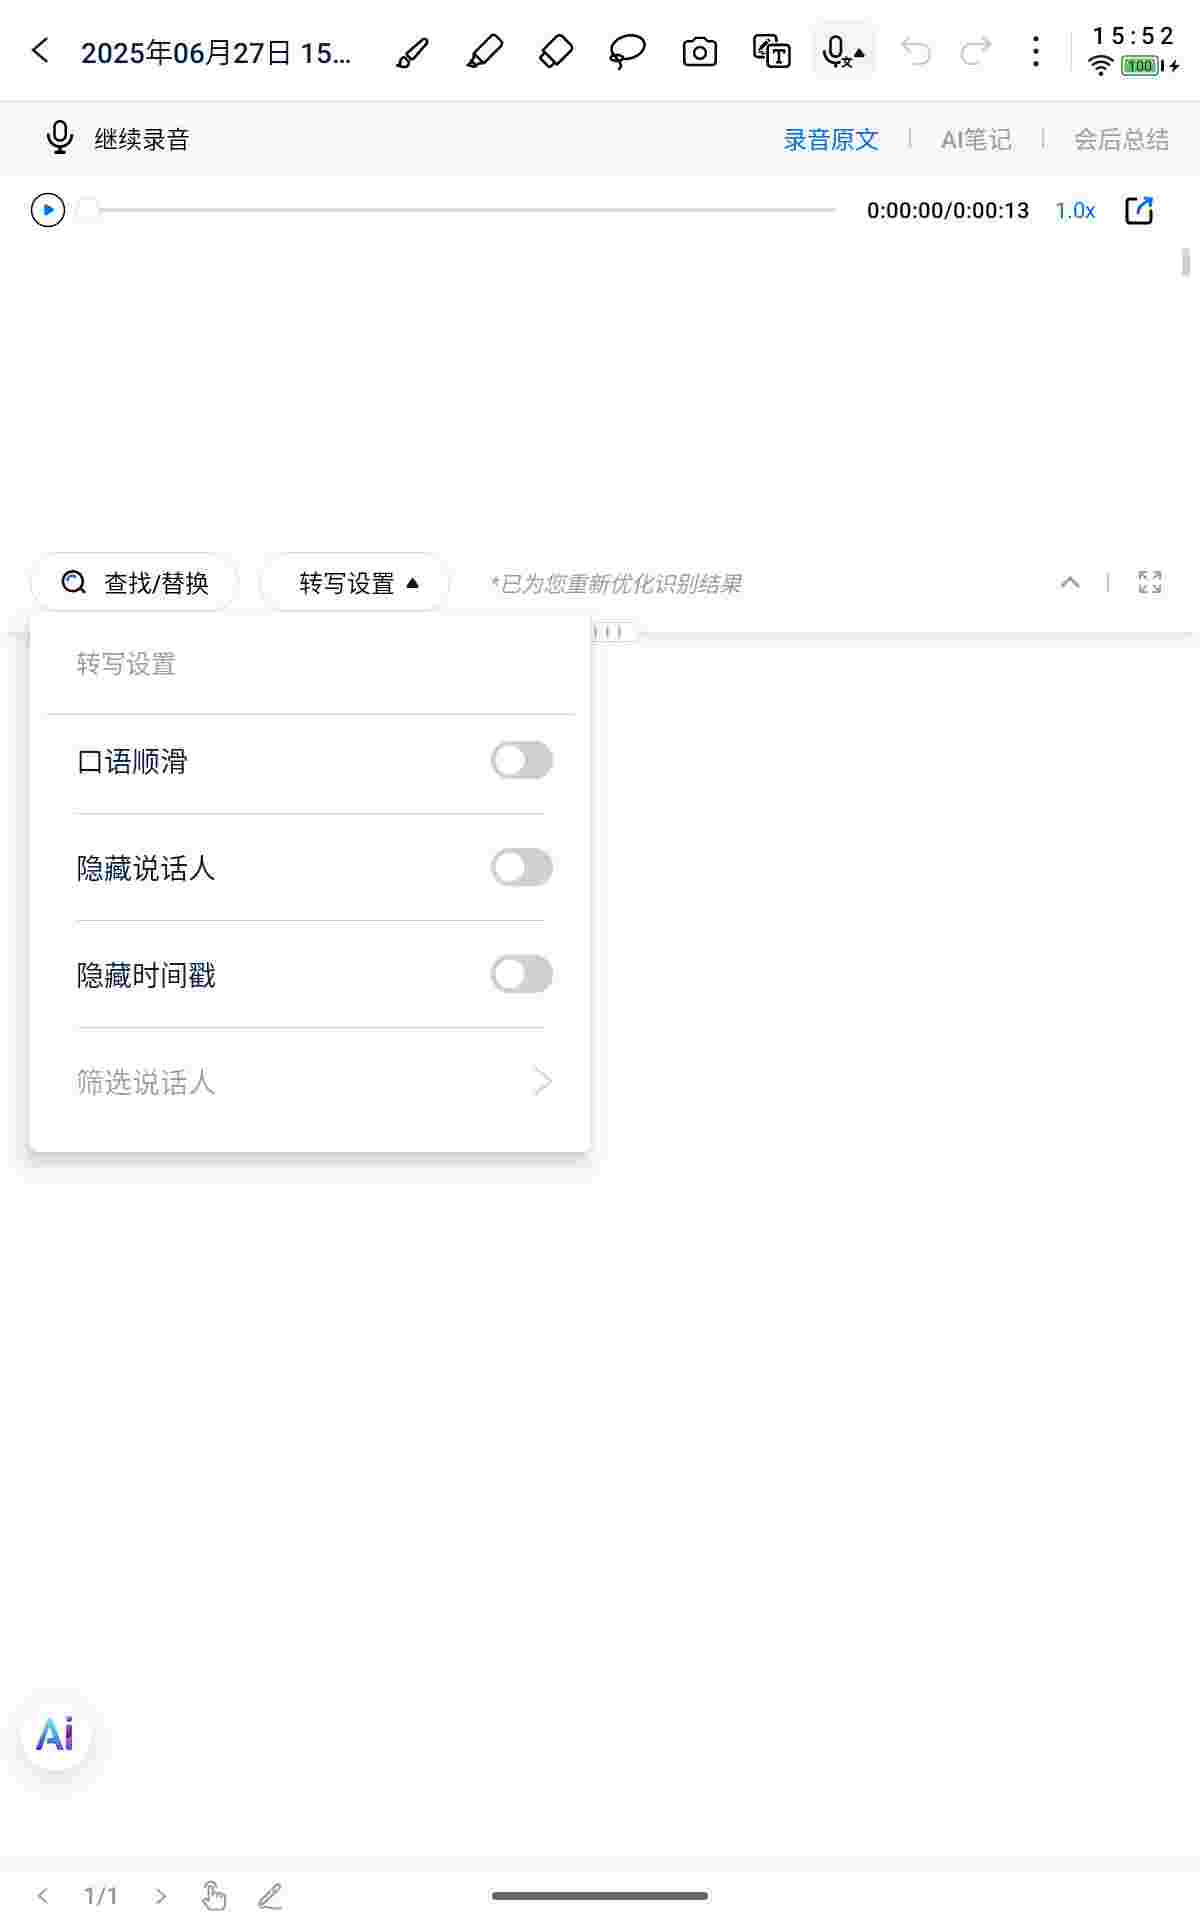 2025年06月27日 15...
15:52
100
继续录音
录音原文
AI笔记
会后总结
0:00:00/0:00:13
1.0x
查找/替换
转写设置
*已为您重新优化识别结果
转写设置
口语顺滑
隐藏说话人
隐藏时间戳
筛选说话人
Ai
1/1